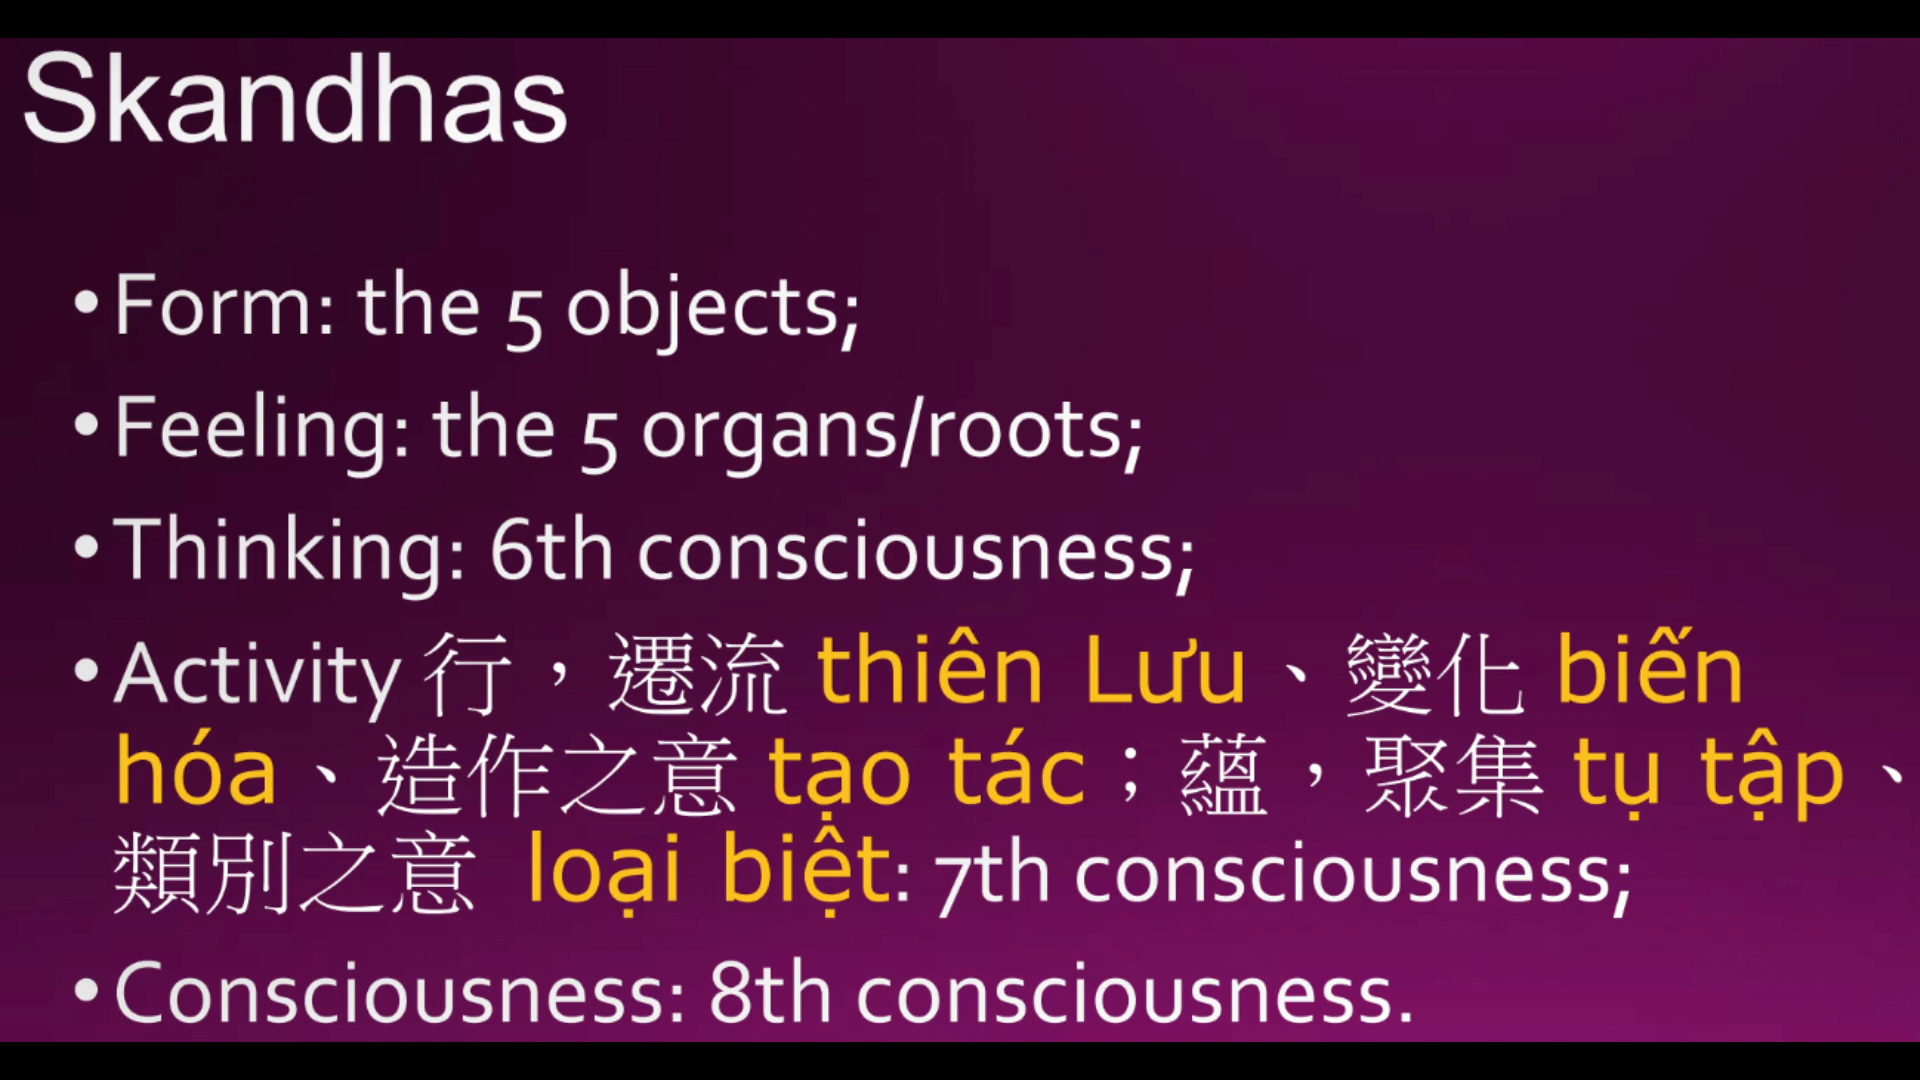 Skandhas
•Form: the 5 objects;
•Feeling: the 5 organs/roots;
•Thinking: 6th consciousness;
•Activity 行，遷流 thiên Lưu、變化 biến
hóa、造作之意 tạo tác；蘊，聚集 tụ tập、
類別之意 loại biệt: 7th consciousness;
•Consciousness: 8th consciousness.